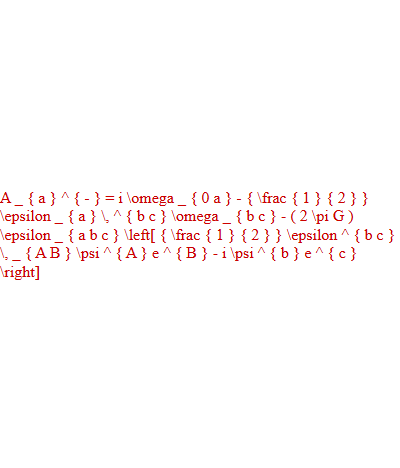 A _ { a } ^ { - } = i \omega _ { 0 a } - { \frac { 1 } { 2 } }
\epsilon _ { a } \, ^ { b c } \omega _ { b c } - ( 2 \pi G )
\epsilon _ { a b c } \left[ { \frac { 1 } { 2 } } \epsilon ^ { b c }
\, _ { A B } \psi ^ { A } e ^ { B } - i \psi ^ { b } e ^ { c }
\right]